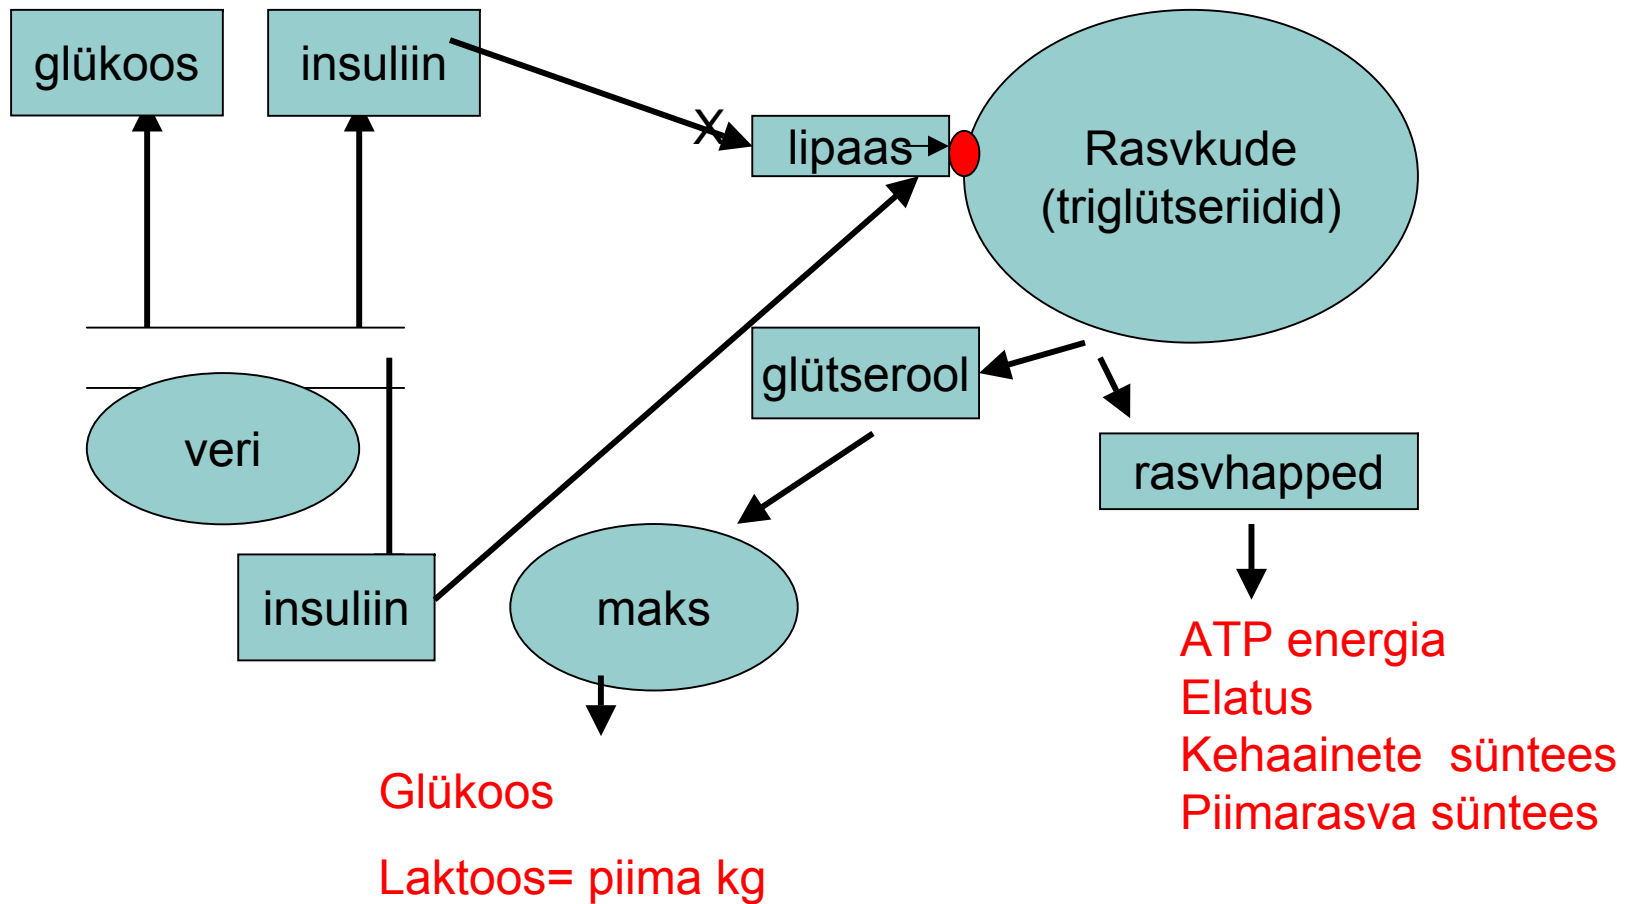 glükoos
insuliin
X
lipaas
Rasvkude
(triglütseriidid)
glütserool
veri
rasvhapped
insuliin
maks
ATP energia
Elatus
Kehaainete süntees
Piimarasva süntees
Glükoos
Laktoos= piima kg